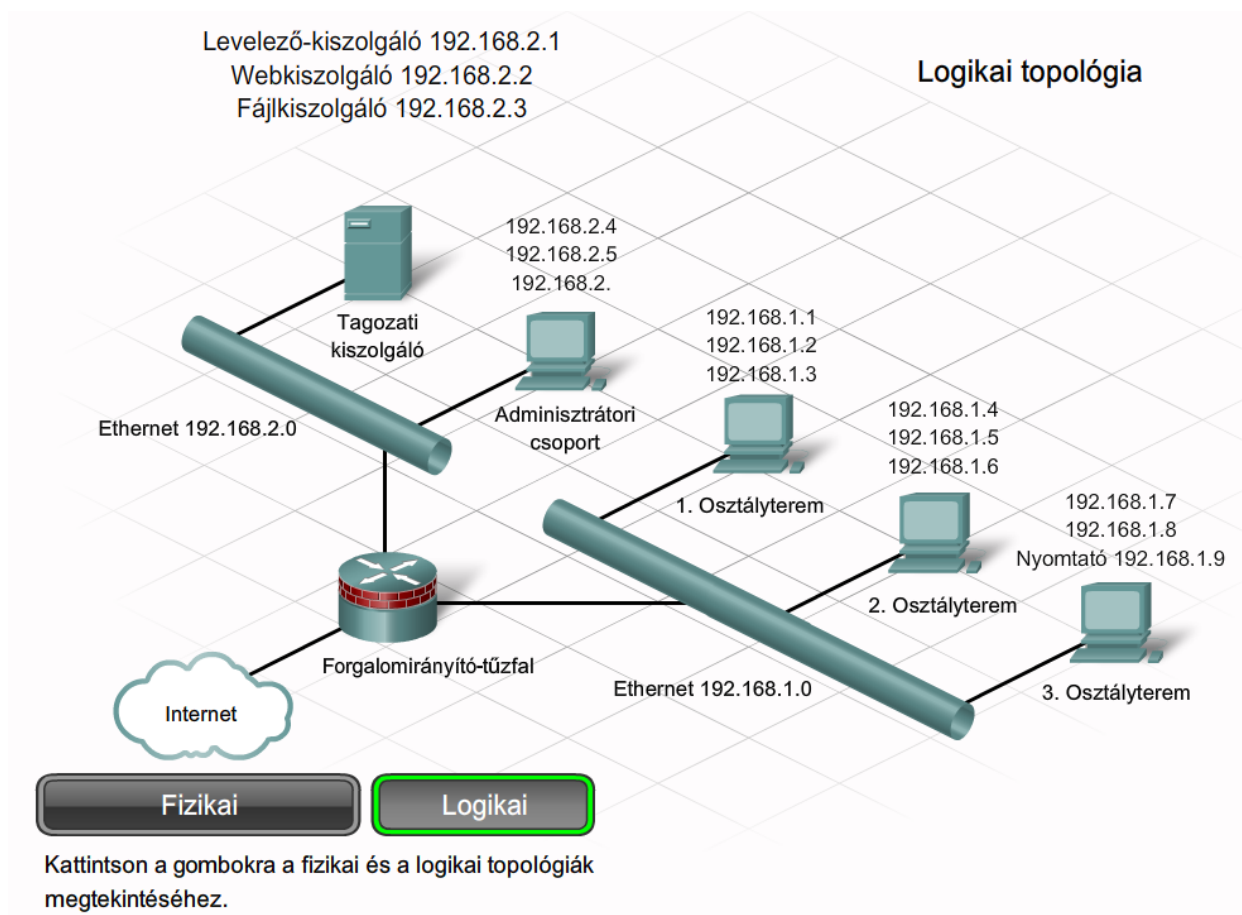 Levelező-kiszolgáló 192.168.2.1
Webkiszolgáló 192.168.2.2
Fájlkiszolgáló 192.168.2.3
Logikai topológia
192.168.2.4
192.168.2.5
192.168.2.
Tagozati
kiszolgáló
Adminisztrátori
csoport
Ethernet 192.168.2.0
192.168.1.1
192.168.1.2
192.168.1.3
1. Osztályterem
192.168.1.4
192.168.1.5
192.168.1.6
2. Osztályterem
192.168.1.7
192.168.1.8
Nyomtató 192.168.1.9
3. Osztályterem
Forgalomirányító-tűzfal
Ethernet 192.168.1.0
Internet
Fizikai
Logikai
Kattintson a gombokra a fizikai és a logikai topológiák
megtekintéséhez.